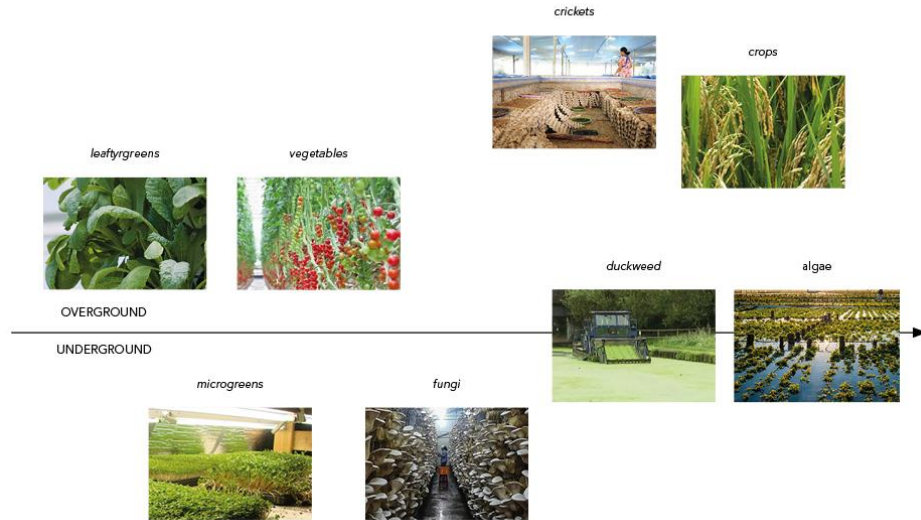 crickets
crops
leaftyrgreens
vegetables
duckweed
algae
OVERGROUND
UNDERGROUND
microgreens
fungi